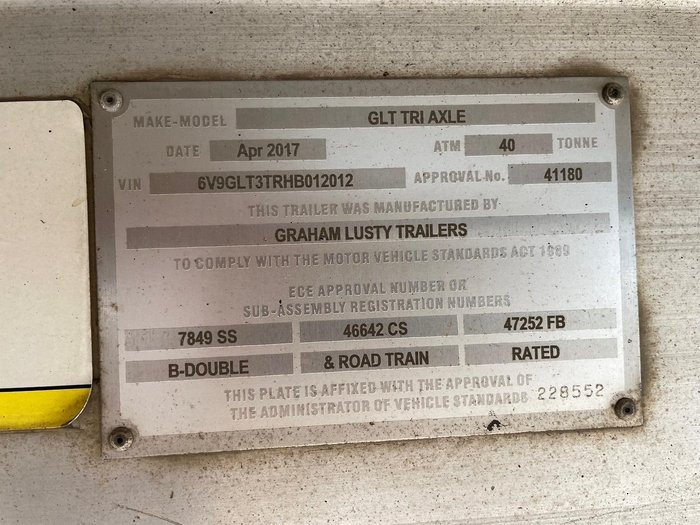 MAKE-MODEL GLT TRI AXLE
DATE Apr 2017 ATM 40 TONNE
VIN 6V9GLT3TRHB012012 APPROVAL No. 41180
THIS TRAILER WAS MANUFACTURED BY
GRAHAM LUSTY TRAILERS
TO COMPLY WITH THE MOTOR VEHICLE STANDARDS ACT 1989
ECE APPROVAL NUMBER OR
SUB-ASSEMBLY REGISTRATION NUMBERS
7849 SS 46642 CS 47252 FB
B-DOUBLE & ROAD TRAIN RATED
THIS PLATE IS AFFIXED WITH THE APPROVAL OF
THE ADMINISTRATOR OF VEHICLE STANDARDS 228552